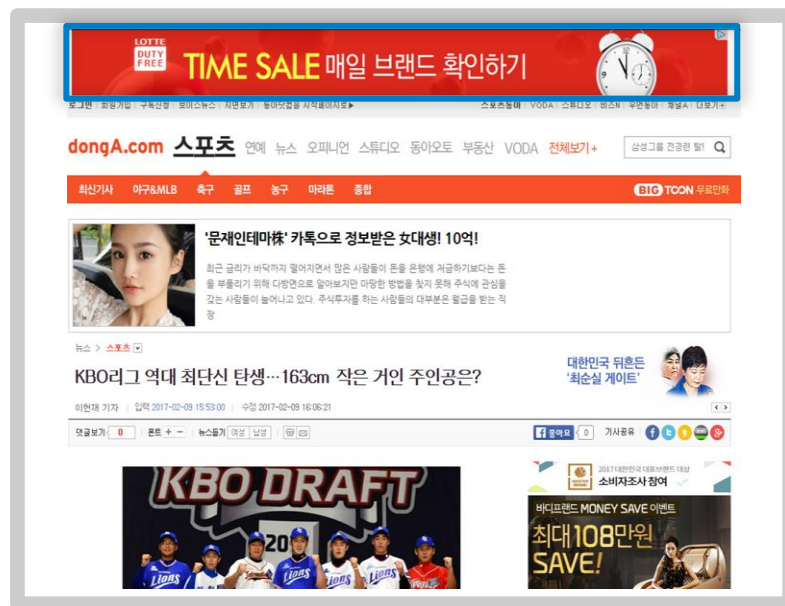 LOTTE
DUTY
FREE
TIME SALE 매일 브랜드 확인하기
로그인 | 회원가입 | 구독신청 | 보이스뉴스 | 지면보기 | 동아닷컴을 시작페이지로▶
스포츠동아 | VODA | 스튜디오 | 비즈N | 우먼동아 | 채널A | 더보기
dongA.com 스포츠 연예 뉴스 오피니언 스튜디오 동아오토 부동산 VODA 전체보기+
최신기사 야구&MLB 축구 골프 농구 마라톤 종합
BIG TOON 무료만화
'문재인테마株' 카톡으로 정보받은 女대생! 10억!
최근 금리가 바닥까지 떨어지면서 많은 사람들이 돈을 은행에 저금하기보다는 돈
을 부풀리기 위해 다방면으로 알아보지만 마땅한 방법을 찾지 못해 주식에 관심을
갖는 사람들이 늘어나고 있다. 주식투자를 하는 사람들의 대부분은 월급을 받는 직
장
뉴스 > 스포츠
KBO리그 역대 최단신 탄생…163cm 작은 거인 주인공은?
대한민국 뒤흔든
'최순실 게이트'
이헌재 기자 | 입력 2017-02-09 15:53:00 | 수정 2017-02-09 16:06:21
댓글보기 0 | 폰트 + - | 뉴스듣기 여성 남성
좋아요 0 기사공유
KBO DRAFT
201
Lions
Lions
Lions
2017 대한민국 대표브랜드 대상
소비자조사 참여
바디프랜드 MONEY SAVE 이벤트
최대108만원
SAVE!